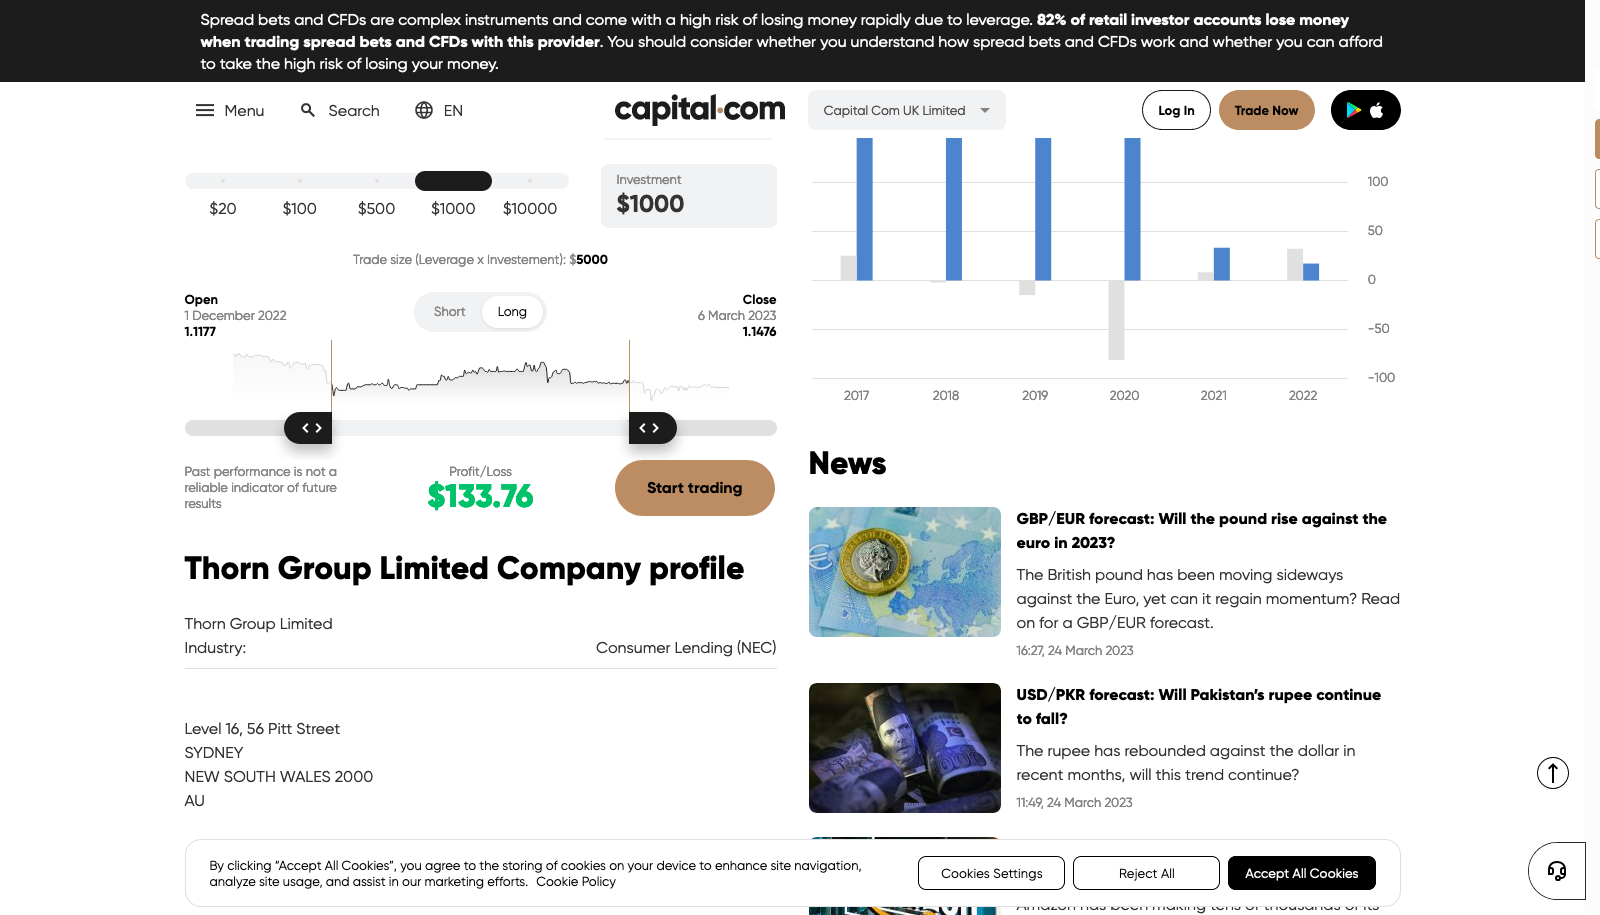 Spread bets and CFDs are complex instruments and come with a high risk of losing money rapidly due to leverage. 82% of retail investor accounts lose money
when trading spread bets and CFDs with this provider. You should consider whether you understand how spread bets and CFDs work and whether you can afford
to take the high risk of losing your money.
Menu
Search
EN
capital.com
Capital Com UK Limited
Log In
Trade Now
$20
$100
$500
$1000
$10000
Investment
$1000
Trade size (Leverage x Investement): $5000
Open
1 December 2022
1.1177
Short
Long
Close
6 March 2023
1.1476
Past performance is not a
reliable indicator of future
results
Profit/Loss
$133.76
Start trading
Thorn Group Limited Company profile
Thorn Group Limited
Industry:
Consumer Lending (NEC)
Level 16, 56 Pitt Street
SYDNEY
NEW SOUTH WALES 2000
AU
100
50
0
-50
-100
2017
2018
2019
2020
2021
2022
News
GBP/EUR forecast: Will the pound rise against the
euro in 2023?
The British pound has been moving sideways
against the Euro, yet can it regain momentum? Read
on for a GBP/EUR forecast.
16:27, 24 March 2023
USD/PKR forecast: Will Pakistan's rupee continue
to fall?
The rupee has rebounded against the dollar in
recent months, will this trend continue?
11:49, 24 March 2023
By clicking "Accept All Cookies", you agree to the storing of cookies on your device to enhance site navigation,
analyze site usage, and assist in our marketing efforts. Cookie Policy
Cookies Settings
Reject All
Accept All Cookies